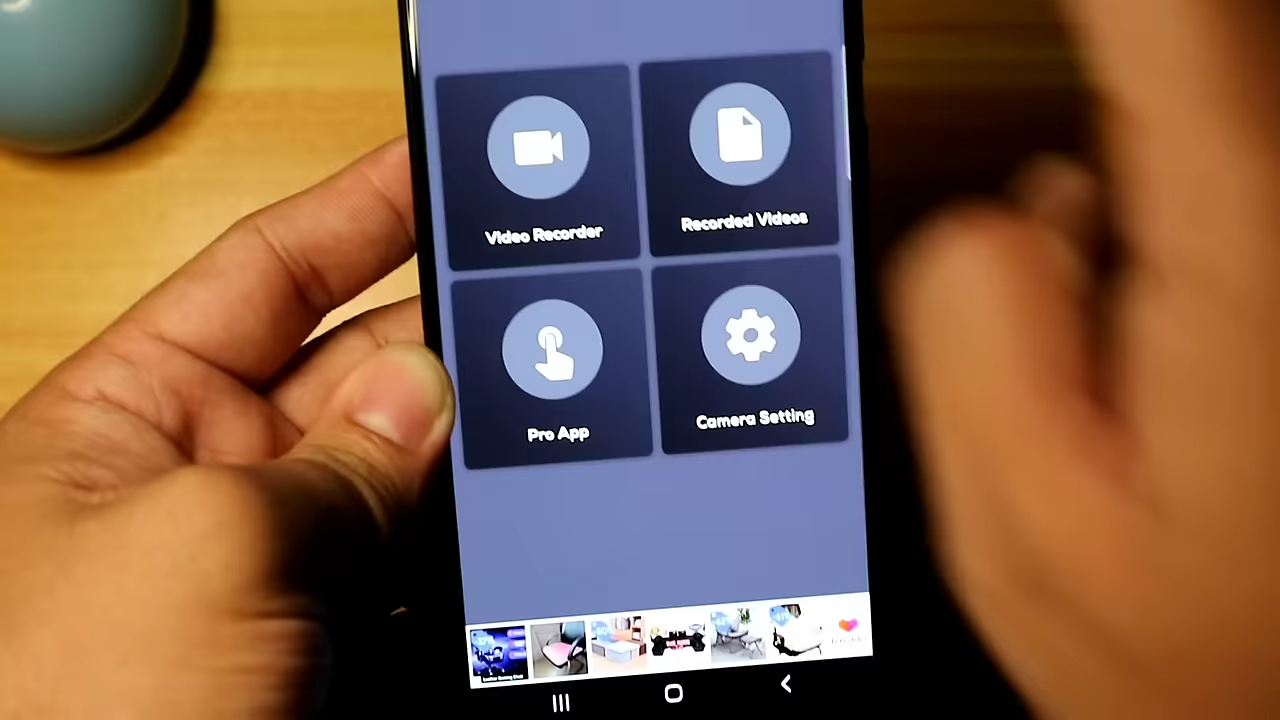 Video Recorder
Recorded Videos
Pro App
Camera Setting